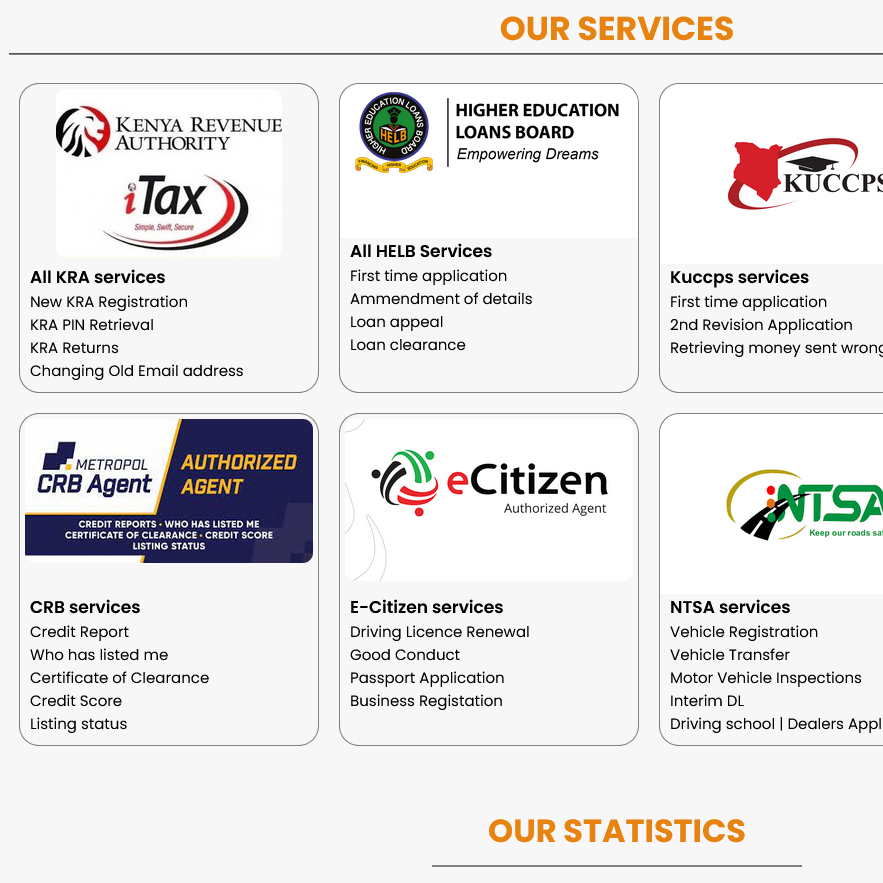 OUR SERVICES
KENYA REVENUE
AUTHORITY
iTax
Simple, Swift, Secure
All KRA services
New KRA Registration
KRA PIN Retrieval
KRA Returns
Changing Old Email address
HIGHER EDUCATION LOANS BOARD
HELB
FINANCING HIGHER EDUCATION
HIGHER EDUCATION
LOANS BOARD
Empowering Dreams
All HELB Services
First time application
Ammendment of details
Loan appeal
Loan clearance
KUCCPS
Kuccps services
First time application
2nd Revision Application
Retrieving money sent wrong
METROPOL
CRB Agent
AUTHORIZED
AGENT
CREDIT REPORTS • WHO HAS LISTED ME
CERTIFICATE OF CLEARANCE • CREDIT SCORE
LISTING STATUS
CRB services
Credit Report
Who has listed me
Certificate of Clearance
Credit Score
Listing status
eCitizen
Authorized Agent
E-Citizen services
Driving Licence Renewal
Good Conduct
Passport Application
Business Registation
NTSA
Keep our roads saf
NTSA services
Vehicle Registration
Vehicle Transfer
Motor Vehicle Inspections
Interim DL
Driving school | Dealers Appl
OUR STATISTICS